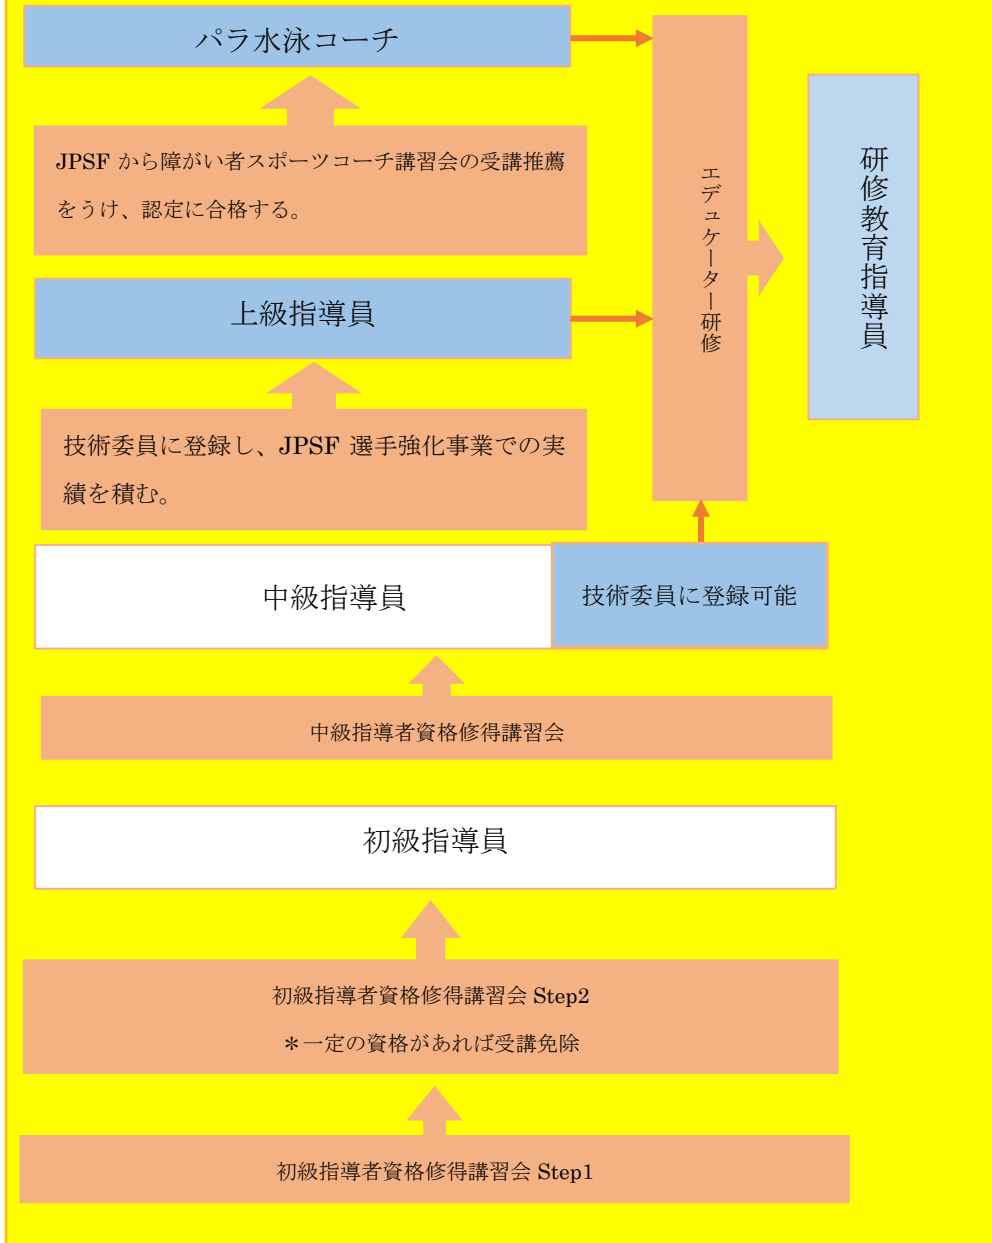 パラ水泳コーチ
JPSF から障がい者スポーツコーチ講習会の受講推薦
をうけ、認定に合格する。
上級指導員
技術委員に登録し、JPSF 選手強化事業での実
績を積む。
中級指導員
技術委員に登録可能
エデュケーター研修
研修教育指導員
中級指導者資格修得講習会
初級指導員
初級指導者資格修得講習会 Step2
＊一定の資格があれば受講免除
初級指導者資格修得講習会 Step1